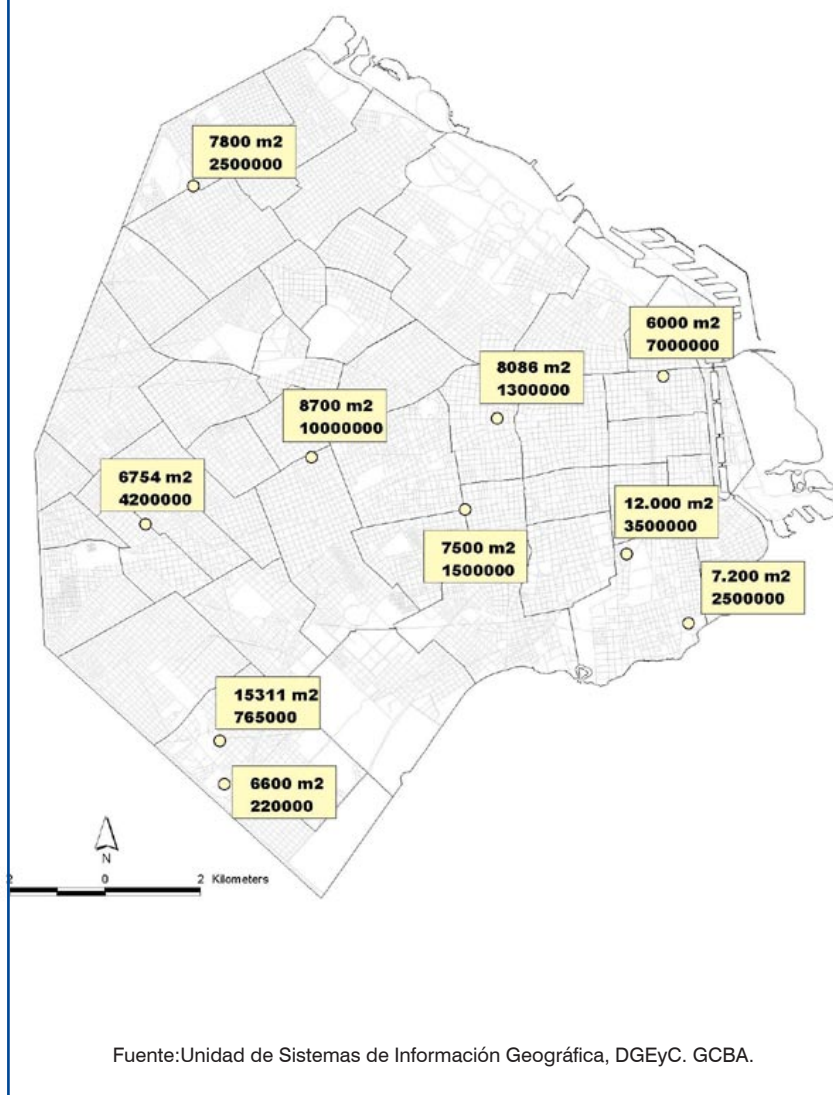 7800 m2
2500000
6000 m2
7000000
8086 m2
1300000
8700 m2
10000000
6754 m2
4200000
12.000 m2
3500000
7500 m2
1500000
7.200 m2
2500000
15311 m2
765000
6600 m2
220000
N
2 0 2 Kilometers
Fuente:Unidad de Sistemas de Información Geográfica, DGEyC. GCBA.